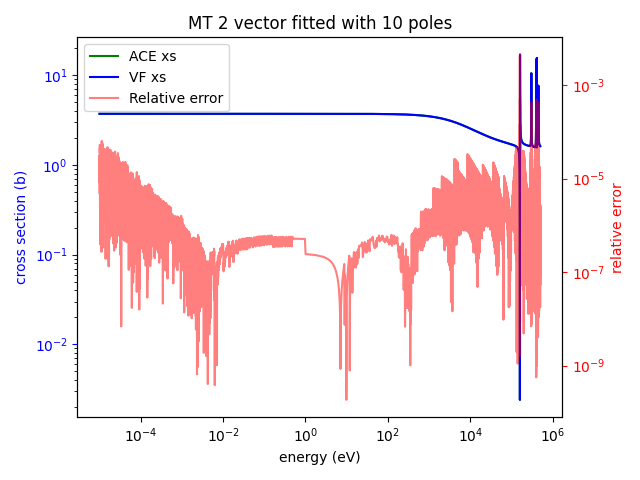 MT 2 vector fitted with 10 poles
ACE xs
VF xs
Relative error
cross section (b)
10^1
10^0
10^-1
10^-2
10^-3
10^-5
10^-7
10^-9
relative error
10^-4
10^-2
10^0
10^2
10^4
10^6
energy (eV)